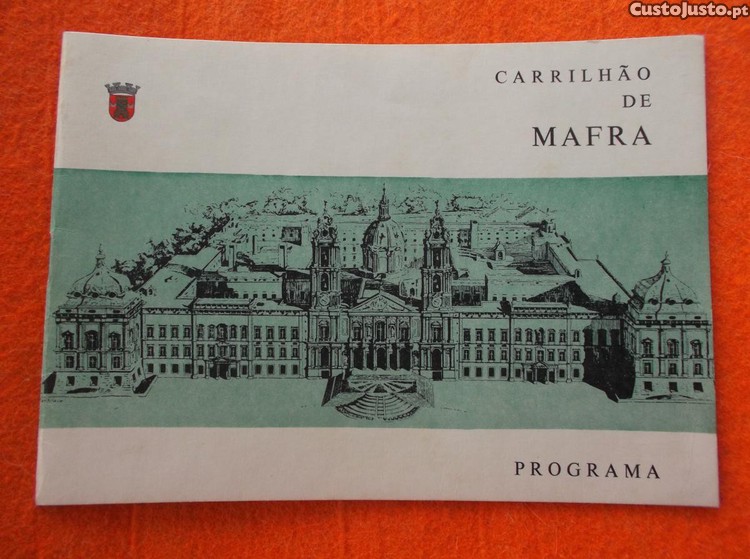 CustoJusto.pt
CARRILHÃO
DE
MAFRA
PROGRAMA